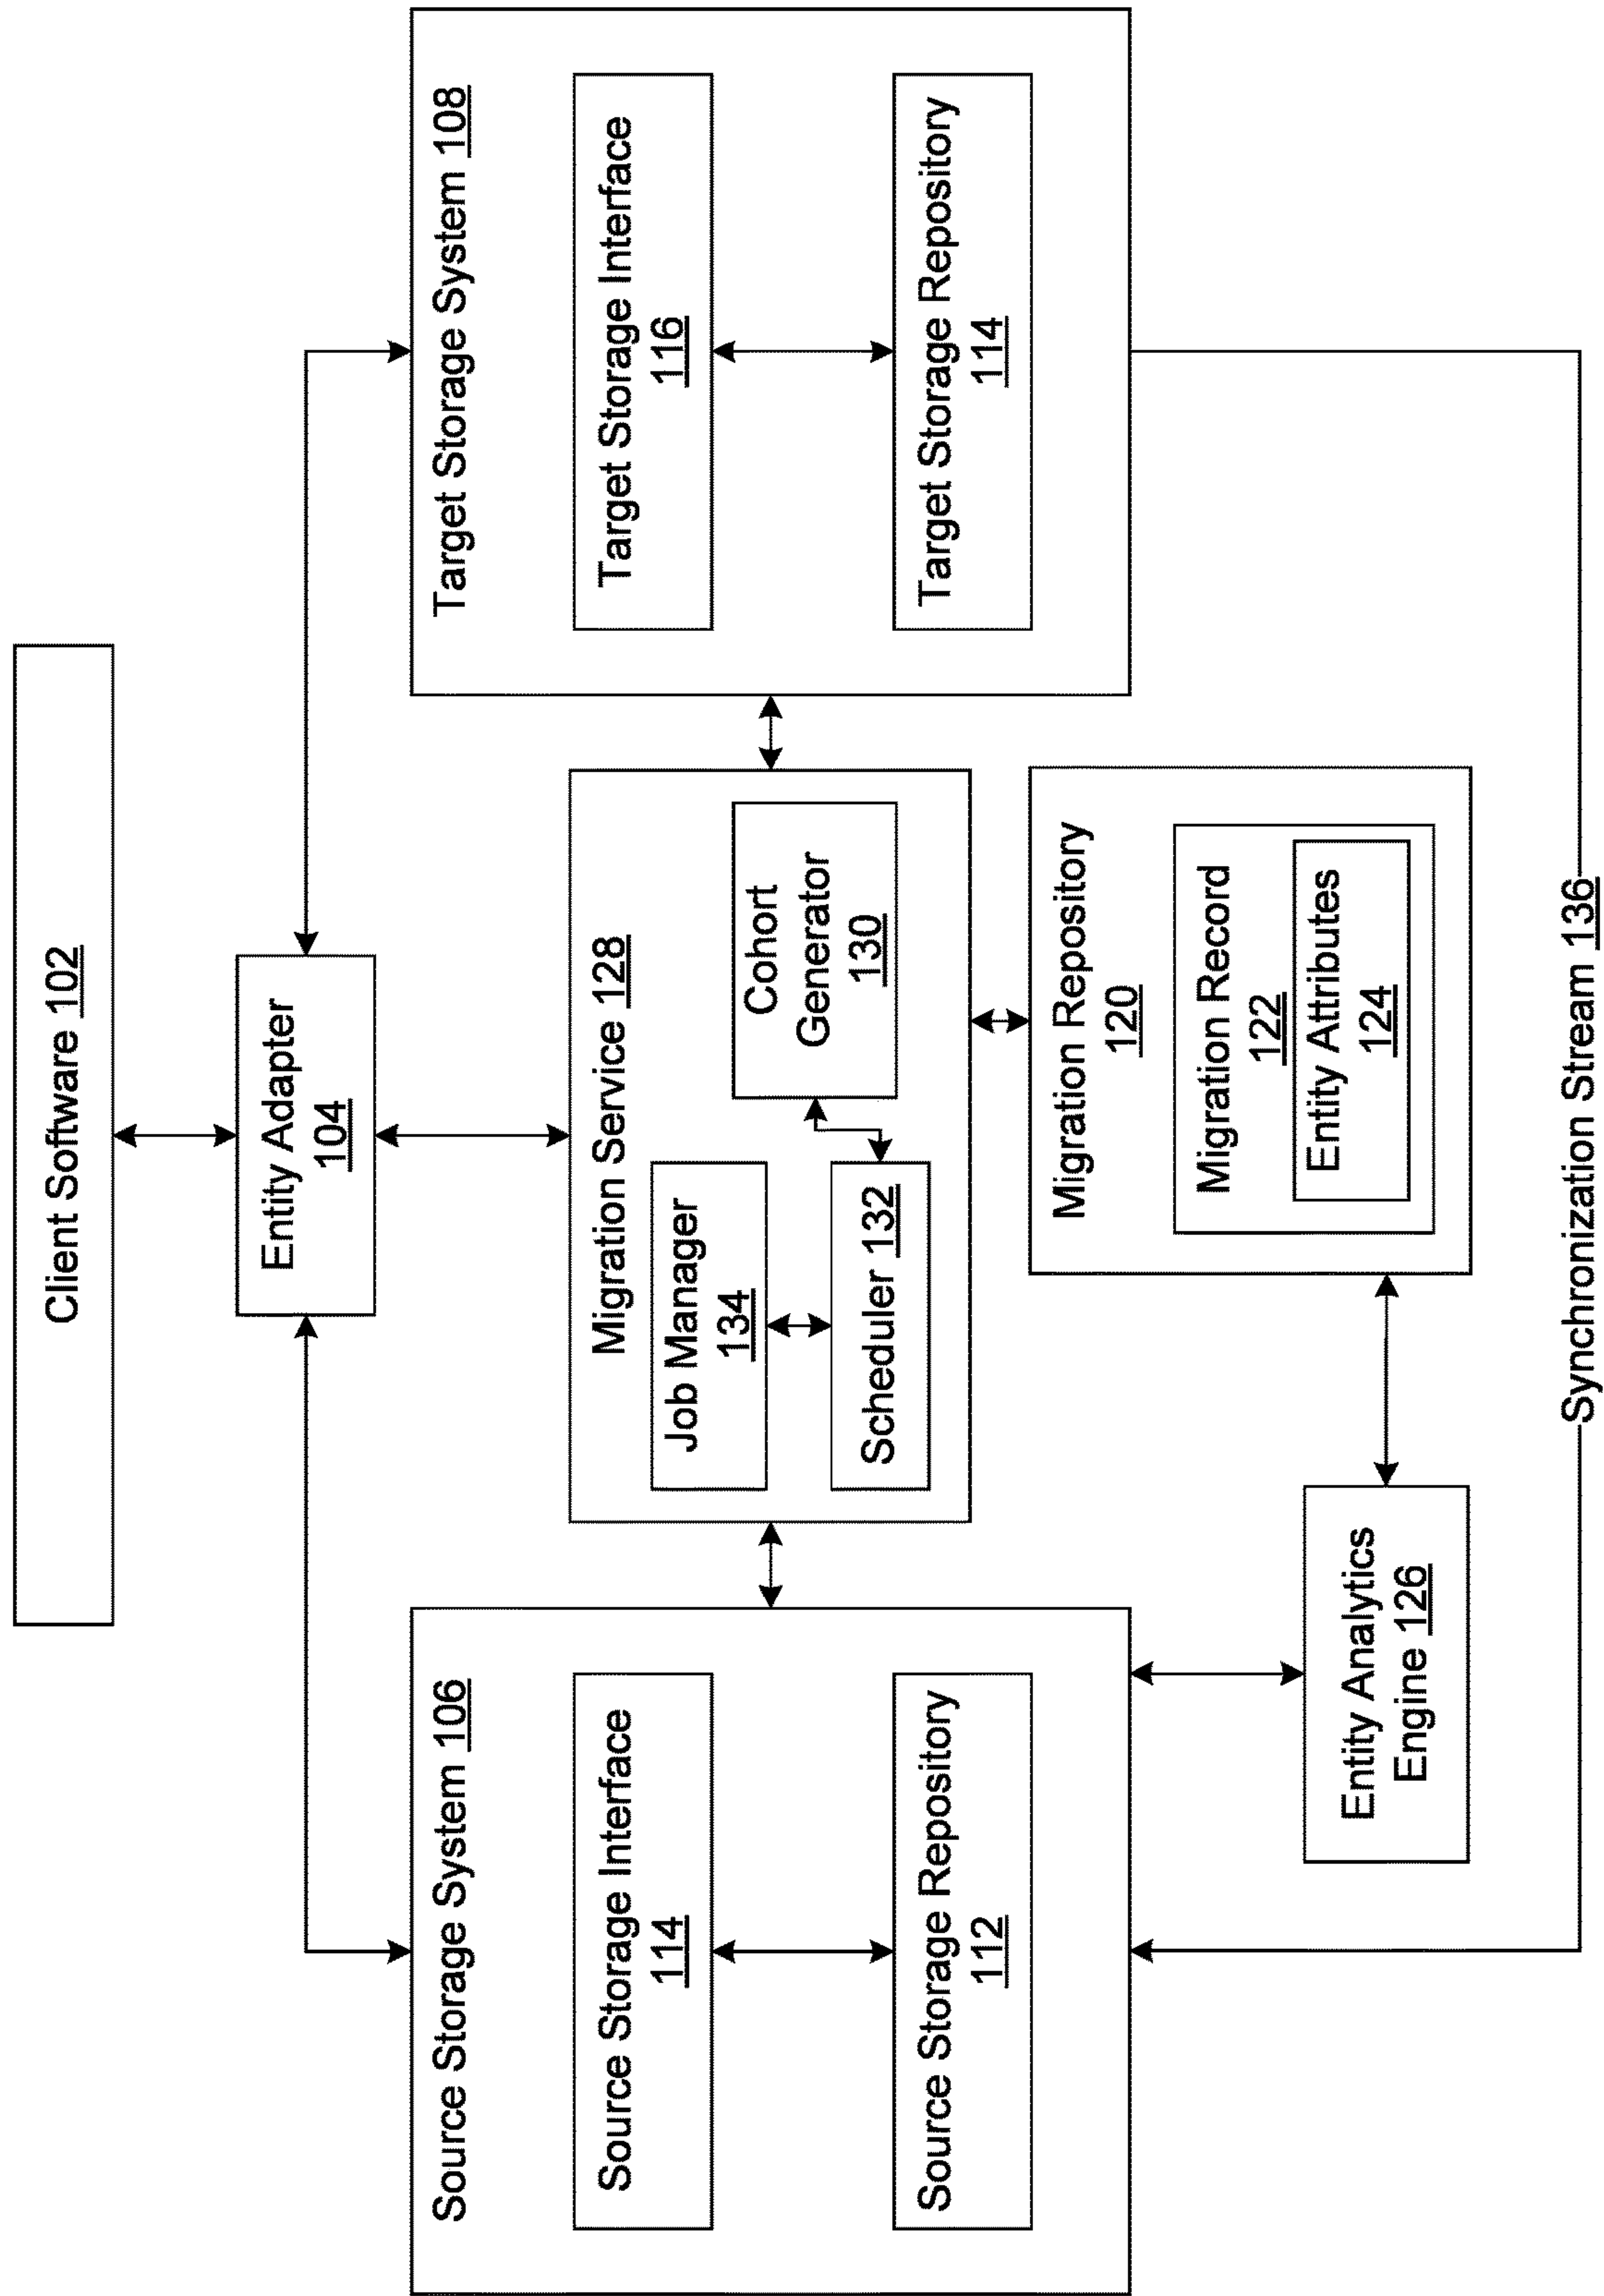 Client Software 102
Entity Adapter
104
Source Storage System 106
Source Storage Interface
114
Source Storage Repository
112
Migration Service 128
Job Manager
134
Scheduler 132
Cohort
Generator
130
Target Storage System 108
Target Storage Interface
116
Target Storage Repository
114
Entity Analytics
Engine 126
Migration Repository
120
Migration Record
122
Entity Attributes
124
Synchronization Stream 136